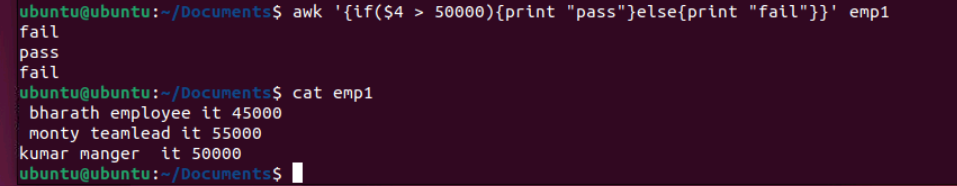 ubuntu@ubuntu:~/Documents$ awk '{if($4 > 50000){print "pass"}else{print "fail"}}' emp1
fail
pass
fail
ubuntu@ubuntu:~/Documents$ cat emp1
 bharath employee it 45000
 monty teamlead it 55000
kumar manger  it 50000
ubuntu@ubuntu:~/Documents$